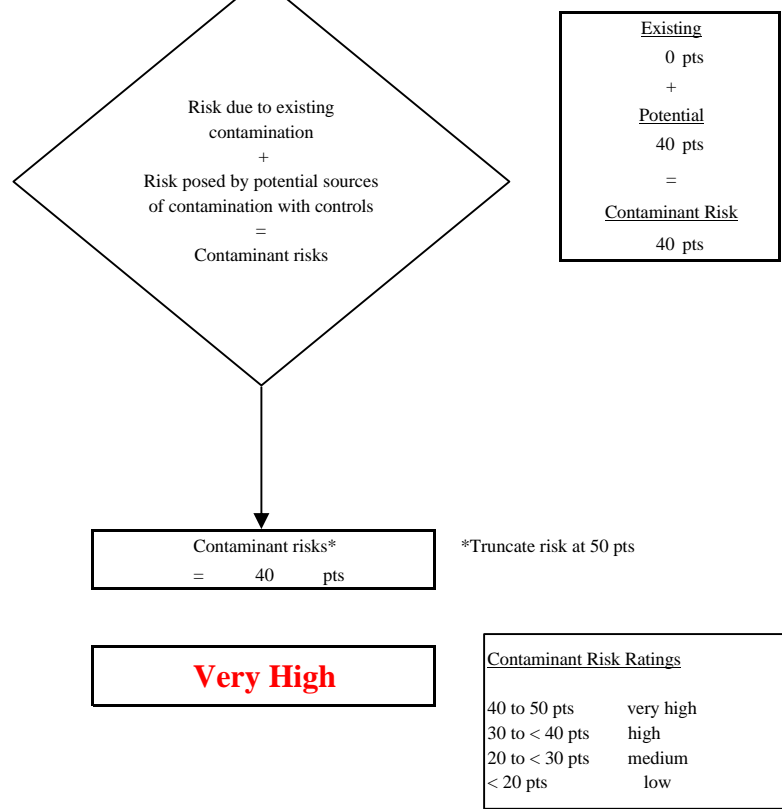 Risk due to existing
contamination
+
Risk posed by potential sources
of contamination with controls
=
Contaminant risks
Existing
0 pts
+
Potential
40 pts
=
Contaminant Risk
40 pts
Contaminant risks*
= 40 pts
*Truncate risk at 50 pts
Very High
Contaminant Risk Ratings
40 to 50 pts very high
30 to < 40 pts high
20 to < 30 pts medium
< 20 pts low